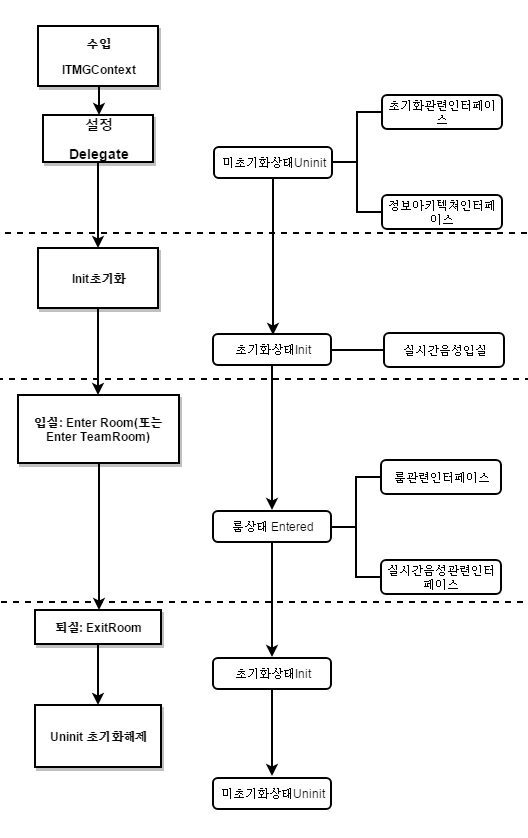 수입
ITMGContext
설정
Delegate
Init초기화
입실: Enter Room(또는
Enter TeamRoom)
퇴실: ExitRoom
Uninit 초기화해제
미초기화상태Uninit
초기화관련인터페이
스
정보아키텍쳐인터페
이스
초기화상태Init
실시간음성입실
룸상태 Entered
룸관련인터페이스
실시간음성관련인터
페이스
초기화상태Init
미초기화상태Uninit